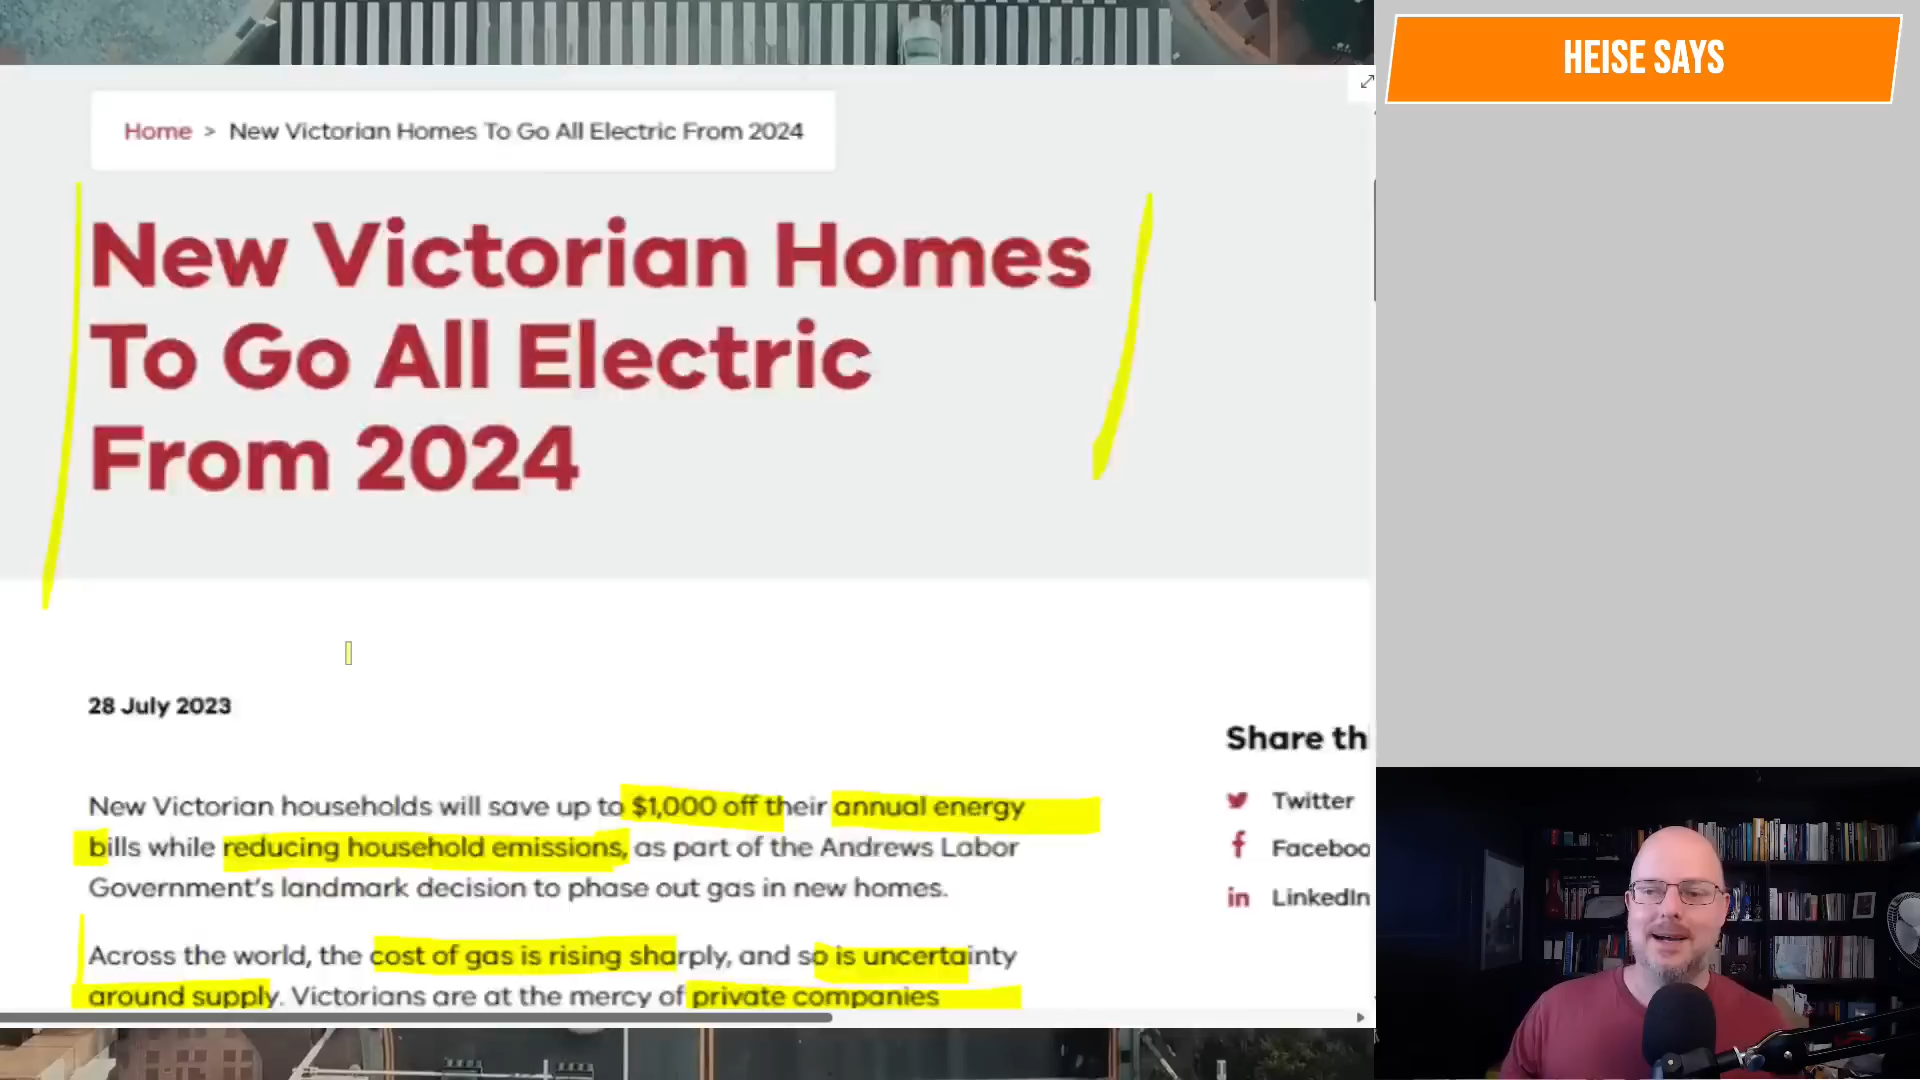 HEISE SAYS
Home > New Victorian Homes To Go All Electric From 2024
New Victorian Homes
To Go All Electric
From 2024
28 July 2023
New Victorian households will save up to $1,000 off their annual energy
bills while reducing household emissions, as part of the Andrews Labor
Government's landmark decision to phase out gas in new homes.
Across the world, the cost of gas is rising sharply, and so is uncertainty
around supply. Victorians are at the mercy of private companies
Share th
Twitter
Faceboo
LinkedIn